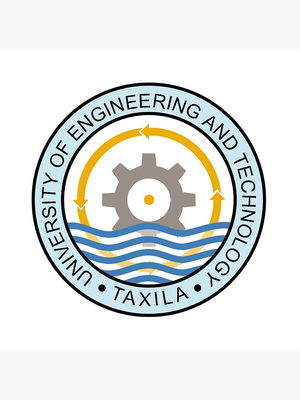 UNIVERSITY OF ENGINEERING AND TECHNOLOGY
• TAXILA •